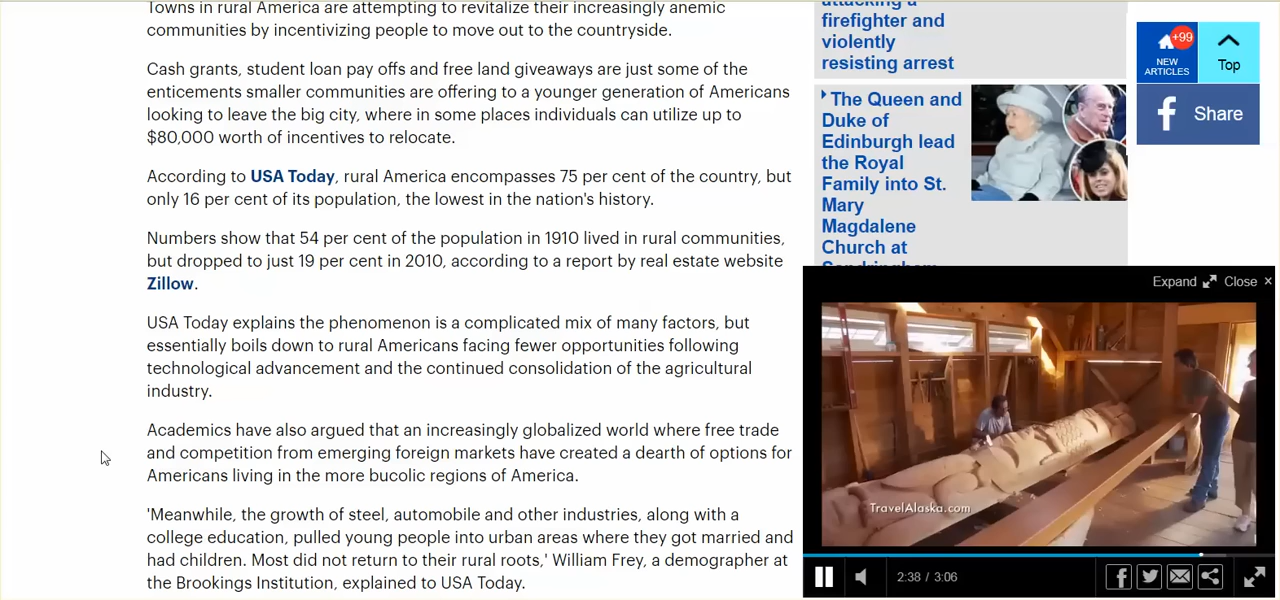 Towns in rural America are attempting to revitalize their increasingly anemic
communities by incentivizing people to move out to the countryside.
Cash grants, student loan pay offs and free land giveaways are just some of the
enticements smaller communities are offering to a younger generation of Americans
looking to leave the big city, where in some places individuals can utilize up to
$80,000 worth of incentives to relocate.
According to USA Today, rural America encompasses 75 per cent of the country, but
only 16 per cent of its population, the lowest in the nation's history.
Numbers show that 54 per cent of the population in 1910 lived in rural communities,
but dropped to just 19 per cent in 2010, according to a report by real estate website
Zillow.
USA Today explains the phenomenon is a complicated mix of many factors, but
essentially boils down to rural Americans facing fewer opportunities following
technological advancement and the continued consolidation of the agricultural
industry.
Academics have also argued that an increasingly globalized world where free trade
and competition from emerging foreign markets have created a dearth of options for
Americans living in the more bucolic regions of America.
'Meanwhile, the growth of steel, automobile and other industries, along with a
college education, pulled young people into urban areas where they got married and
had children. Most did not return to their rural roots,' William Frey, a demographer at
the Brookings Institution, explained to USA Today.
attacking a
firefighter and
violently
resisting arrest
The Queen and
Duke of
Edinburgh lead
the Royal
Family into St.
Mary
Magdalene
Church at
Sandringham
+99
NEW
ARTICLES
Top
Share
Expand
Close
TravelAlaska.com
2:38 / 3:06